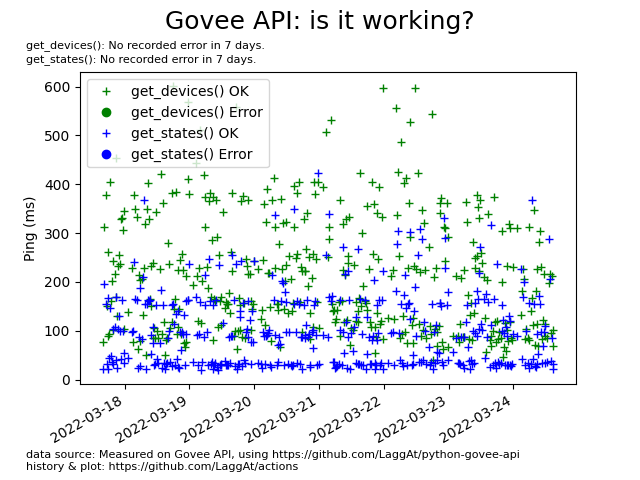 Govee API: is it working?
get_devices(): No recorded error in 7 days.
get_states(): No recorded error in 7 days.
get_devices() OK
get_devices() Error
get_states() OK
get_states() Error
Ping (ms)
600
500
400
300
200
100
0
2022-03-18
2022-03-19
2022-03-20
2022-03-21
2022-03-22
2022-03-23
2022-03-24
data source: Measured on Govee API, using https://github.com/LaggAt/python-govee-api
history & plot: https://github.com/LaggAt/actions